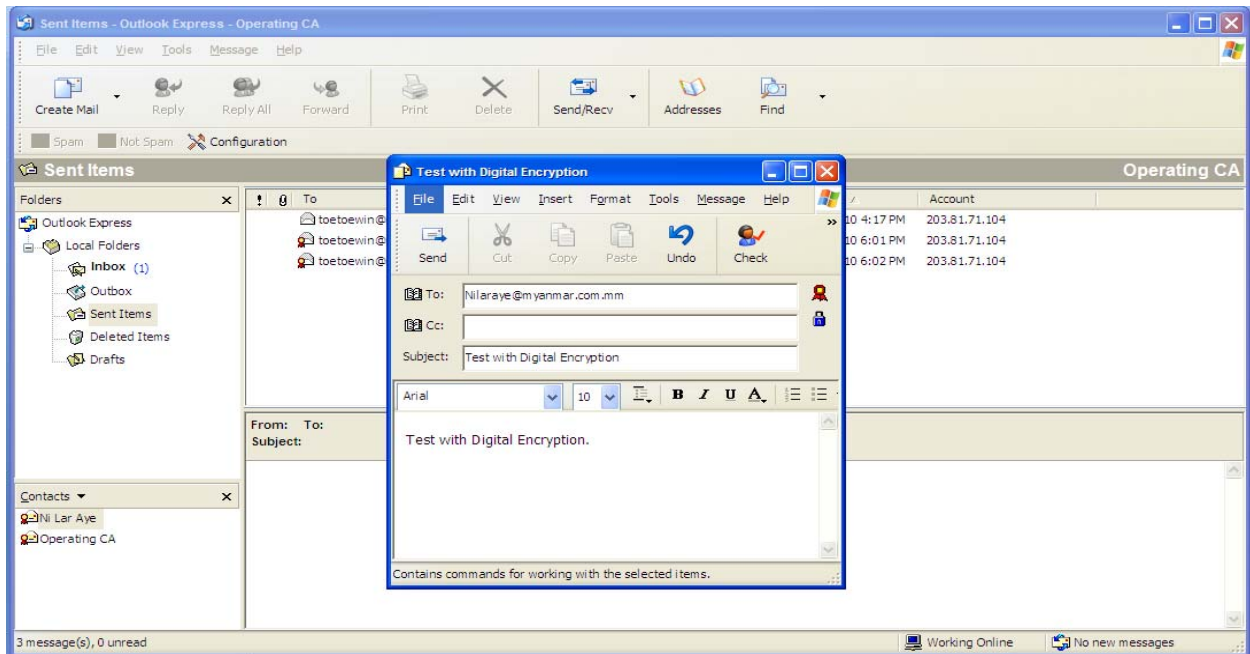 Sent Items - Outlook Express - Operating CA
File Edit View Tools Message Help
Create Mail Reply Reply All Forward Print Delete Send/Recv Addresses Find
Spam Not Spam Configuration
Sent Items Operating CA
Folders
Outlook Express
Local Folders
Inbox (1)
Outbox
Sent Items
Deleted Items
Drafts
Contacts
Ni Lar Aye
Operating CA
! To
toetoewin@
toetoewin@
toetoewin@
Account
10 4:17 PM 203.81.71.104
10 6:01 PM 203.81.71.104
10 6:02 PM 203.81.71.104
From: To:
Subject:
Test with Digital Encryption
File Edit View Insert Format Tools Message Help
Send Cut Copy Paste Undo Check
To: Nilaraye@myanmar.com.mm
Cc:
Subject: Test with Digital Encryption
Arial 10 B I U A
Test with Digital Encryption.
Contains commands for working with the selected items.
3 message(s), 0 unread Working Online No new messages